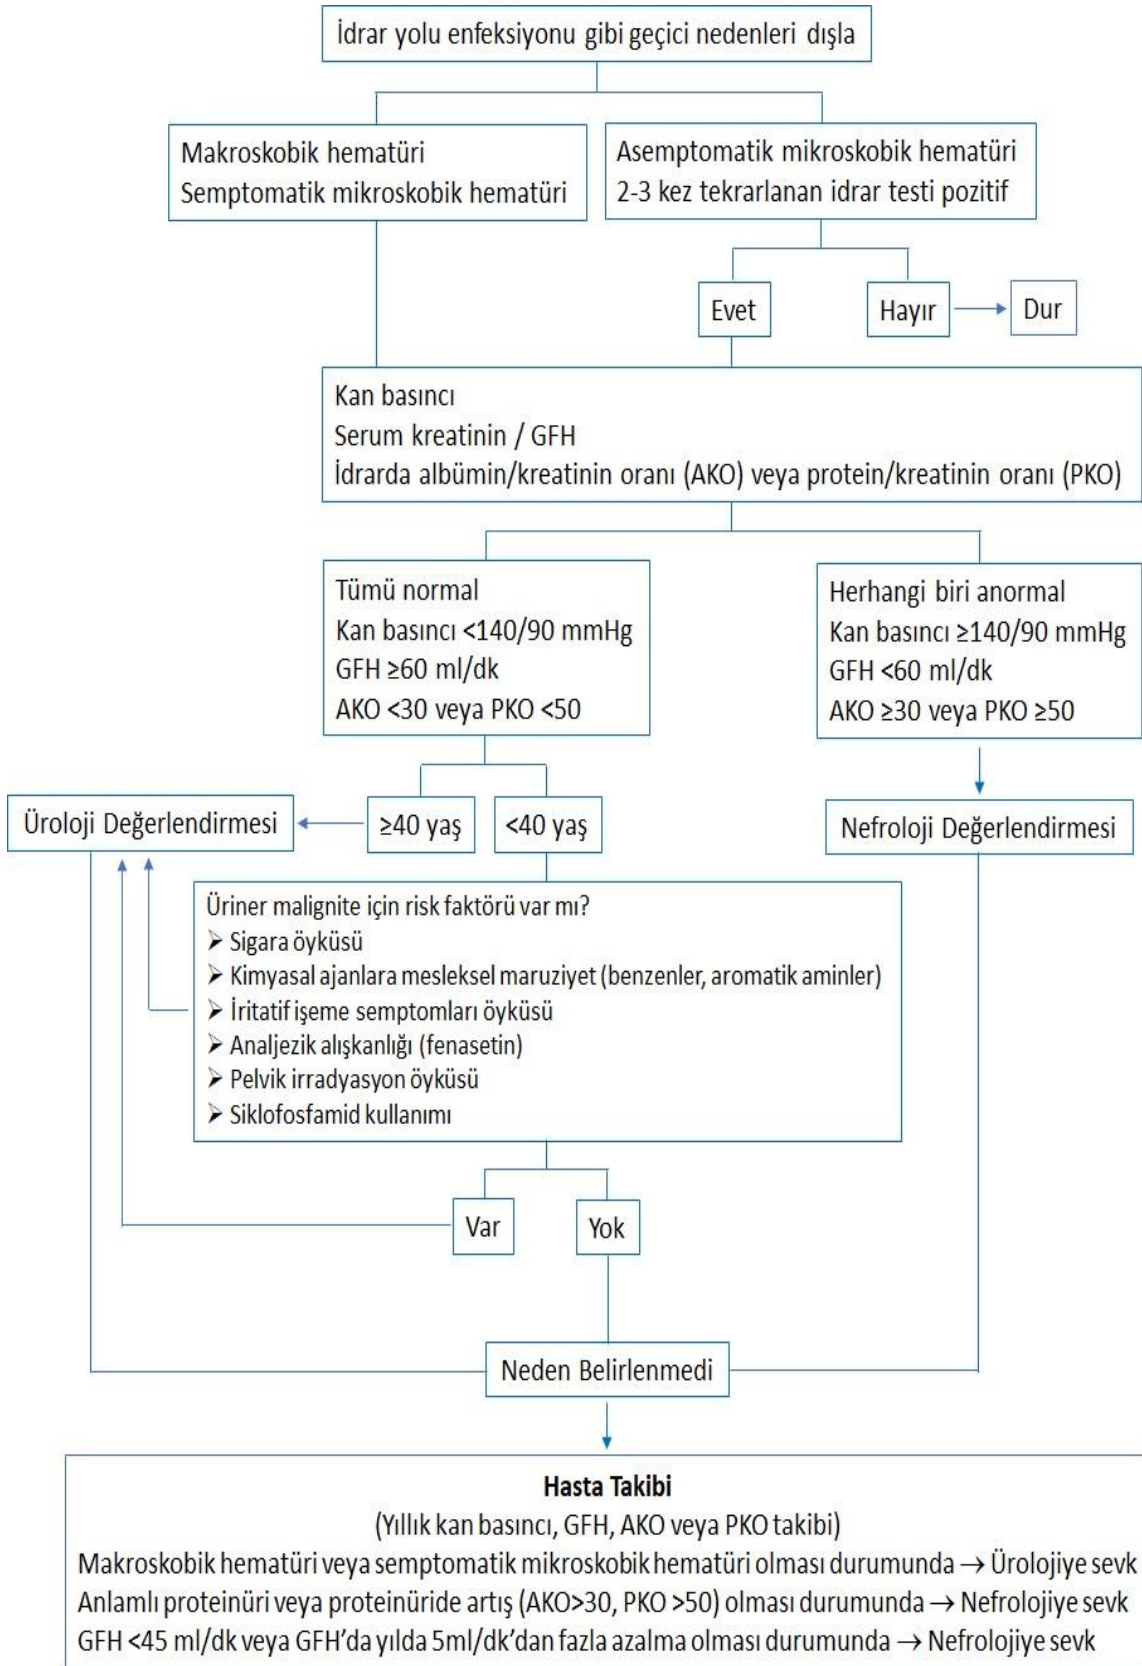 İdrar yolu enfeksiyonu gibi geçici nedenleri dışla
Makroskobik hematüri
Semptomatik mikroskobik hematüri
Asemptomatik mikroskobik hematüri
2-3 kez tekrarlanan idrar testi pozitif
Evet
Hayır
Dur
Kan basıncı
Serum kreatinin / GFH
İdrarda albümin/kreatinin oranı (AKO) veya protein/kreatinin oranı (PKO)
Tümü normal
Kan basıncı <140/90 mmHg
GFH ≥60 ml/dk
AKO <30 veya PKO <50
Herhangi biri anormal
Kan basıncı ≥140/90 mmHg
GFH <60 ml/dk
AKO ≥30 veya PKO ≥50
Üroloji Değerlendirmesi
≥40 yaş
<40 yaş
Nefroloji Değerlendirmesi
Üriner malignite için risk faktörü var mı?
➤ Sigara öyküsü
➤ Kimyasal ajanlara mesleksel maruziyet (benzenler, aromatik aminler)
➤ İritatif işeme semptomları öyküsü
➤ Analjezik alışkanlığı (fenasetin)
➤ Pelvik irradyasyon öyküsü
➤ Siklofosfamid kullanımı
Var
Yok
Neden Belirlenmedi
Hasta Takibi
(Yıllık kan basıncı, GFH, AKO veya PKO takibi)
Makroskobik hematüri veya semptomatik mikroskobik hematüri olması durumunda → Ürolojiye sevk
Anlamlı proteinüri veya proteinüride artış (AKO>30, PKO >50) olması durumunda → Nefrolojiye sevk
GFH <45 ml/dk veya GFH’da yılda 5ml/dk’dan fazla azalma olması durumunda → Nefrolojiye sevk